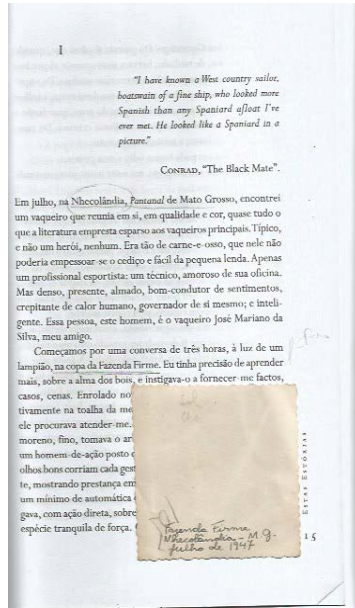 I
"I have known a West country sailor,
boatswain of a fine ship, who looked more
Spanish than any Spaniard afloat I've
ever met. He looked like a Spaniard in a
picture."
CONRAD, "The Black Mate".
Em julho, na Nhecolândia, Pantanal de Mato Grosso, encontrei
um vaqueiro que reunia em si, em qualidade e cor, quase tudo o
que a literatura empresta esparso aos vaqueiros principais. Típico,
e não um herói, nenhum. Era tão de carne-e-osso, que nele não
poderia empessoar-se o cediço e fácil da pequena lenda. Apenas
um profissional esportista: um técnico, amoroso de sua oficina.
Mas denso, presente, almado, bom-condutor de sentimentos,
crepitante de calor humano, governador de si mesmo; e inteli-
gente. Essa pessoa, este homem, é o vaqueiro José Mariano da
Silva, meu amigo.
Começamos por uma conversa de três horas, à luz de um
lampião, na copa da Fazenda Firme. Eu tinha precisão de aprender
mais, sobre a alma dos bois, e instigava-o a fornecer-me factos,
casos, cenas. Enrolado no
tivamente na toalha da me
ele procurava atender-me.
moreno, fino, tomava o ar
um homem-de-ação posto
olhos bons corriam cada gest
te, mostrando prestança em
um mínimo de automática
gava, com ação direta, sobre
espécie tranquila de força.
Fazenda Firme
Nhecolândia - M.G.
julho de 1947
ESTAS ESTÓRIAS
15